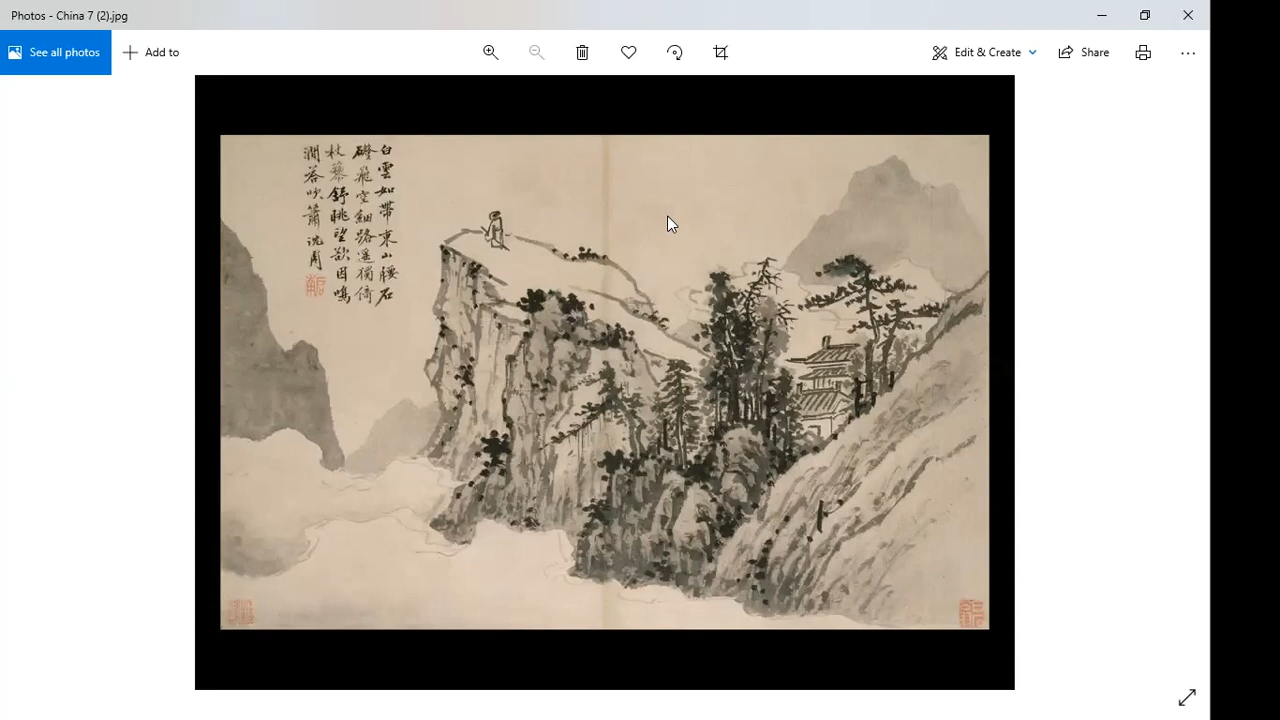 Photos - China 7 (2).jpg
See all photos
Add to
Edit & Create
Share
白雲如帶東山腰石
磴飛空細路遙獨倚
杖藜舒眺望欲因鳴
澗答吹簫 沈周